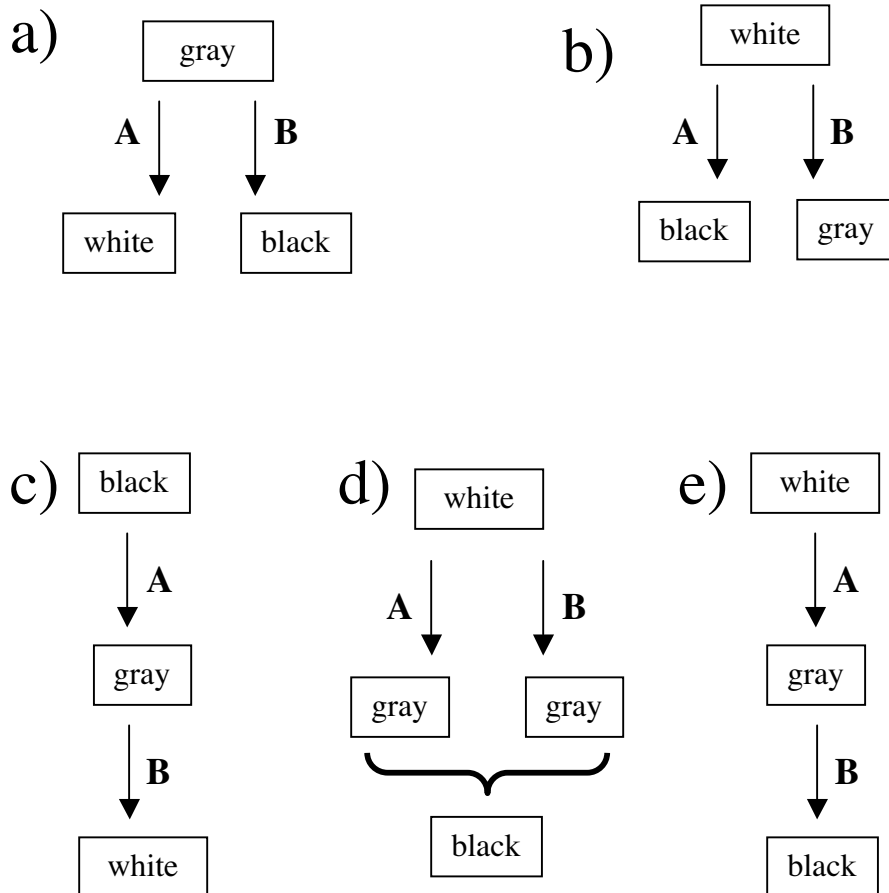 a) gray
A B
white black
b) white
A B
black gray
c) black
A
gray
B
white
d) white
A B
gray gray
black
e) white
A
gray
B
black